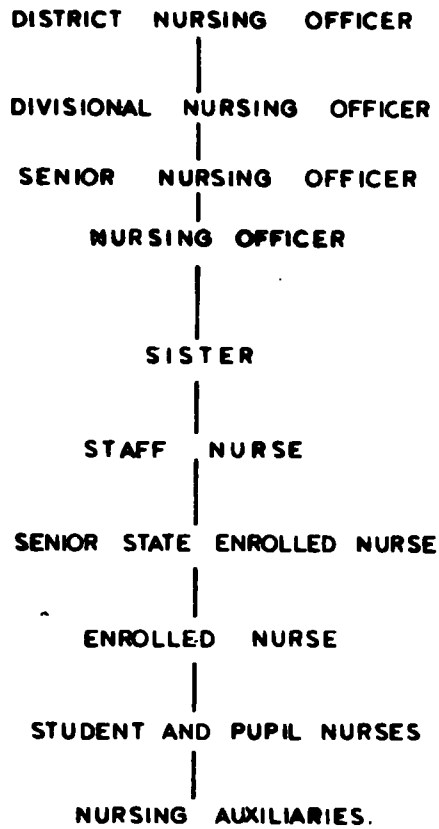 DISTRICT NURSING OFFICER
DIVISIONAL NURSING OFFICER
SENIOR NURSING OFFICER
NURSING OFFICER
SISTER
STAFF NURSE
SENIOR STATE ENROLLED NURSE
ENROLLED NURSE
STUDENT AND PUPIL NURSES
NURSING AUXILIARIES.